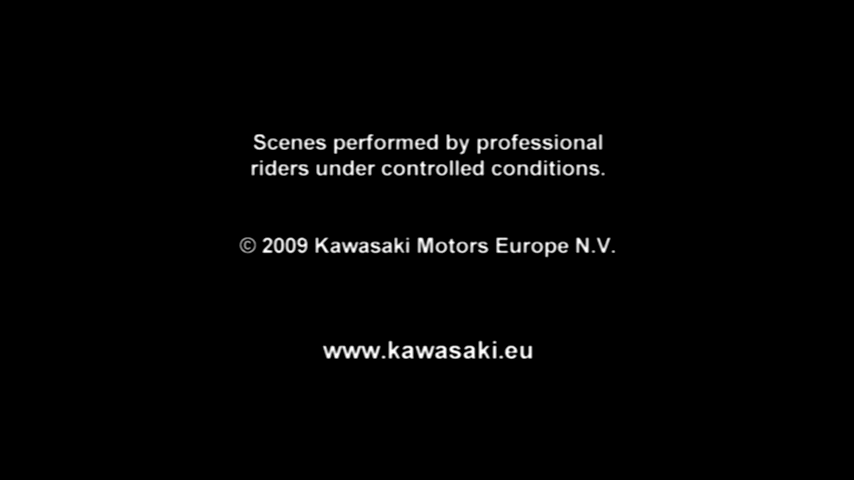 Scenes performed by professional
riders under controlled conditions.
© 2009 Kawasaki Motors Europe N.V.
www.kawasaki.eu